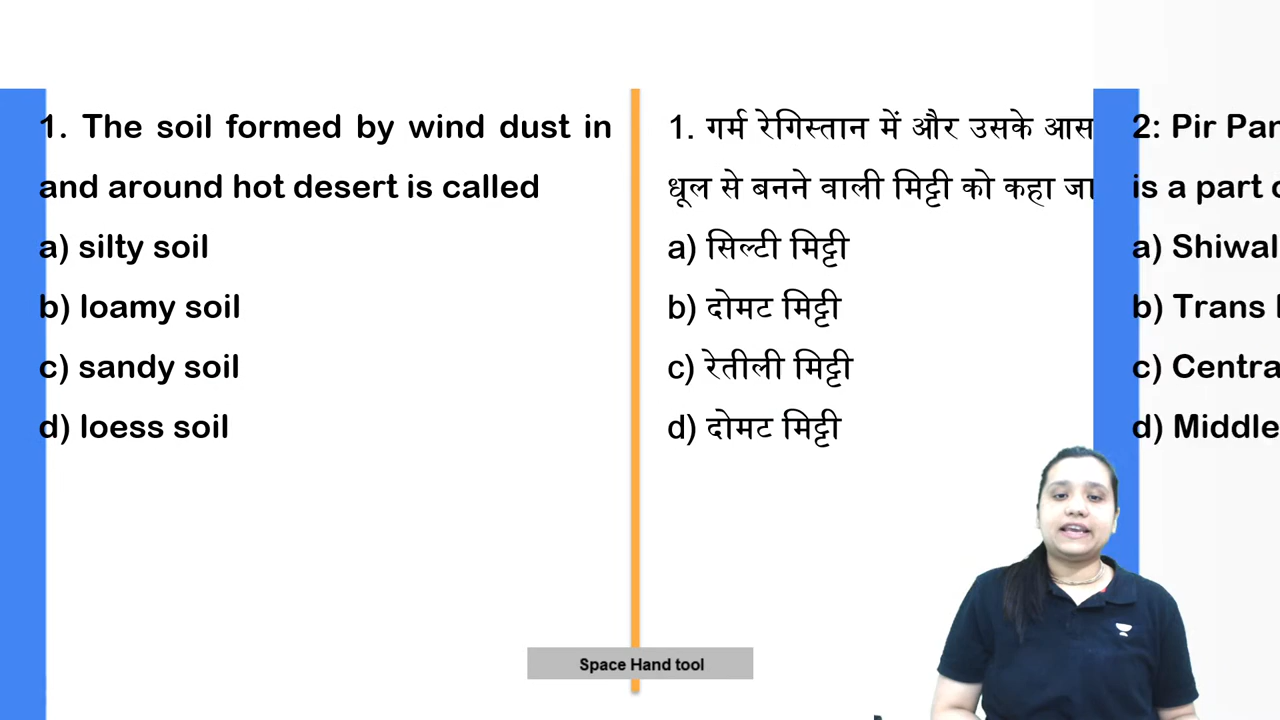 1. The soil formed by wind dust in
and around hot desert is called
a) silty soil
b) loamy soil
c) sandy soil
d) loess soil
1. गर्म रेगिस्तान में और उसके आस
धूल से बनने वाली मिट्टी को कहा जा
a) सिल्टी मिट्टी
b) दोमट मिट्टी
c) रेतीली मिट्टी
d) दोमट मिट्टी
2: Pir Pan
is a part
a) Shiwal
b) Trans
c) Centra
d) Middle
Space Hand tool